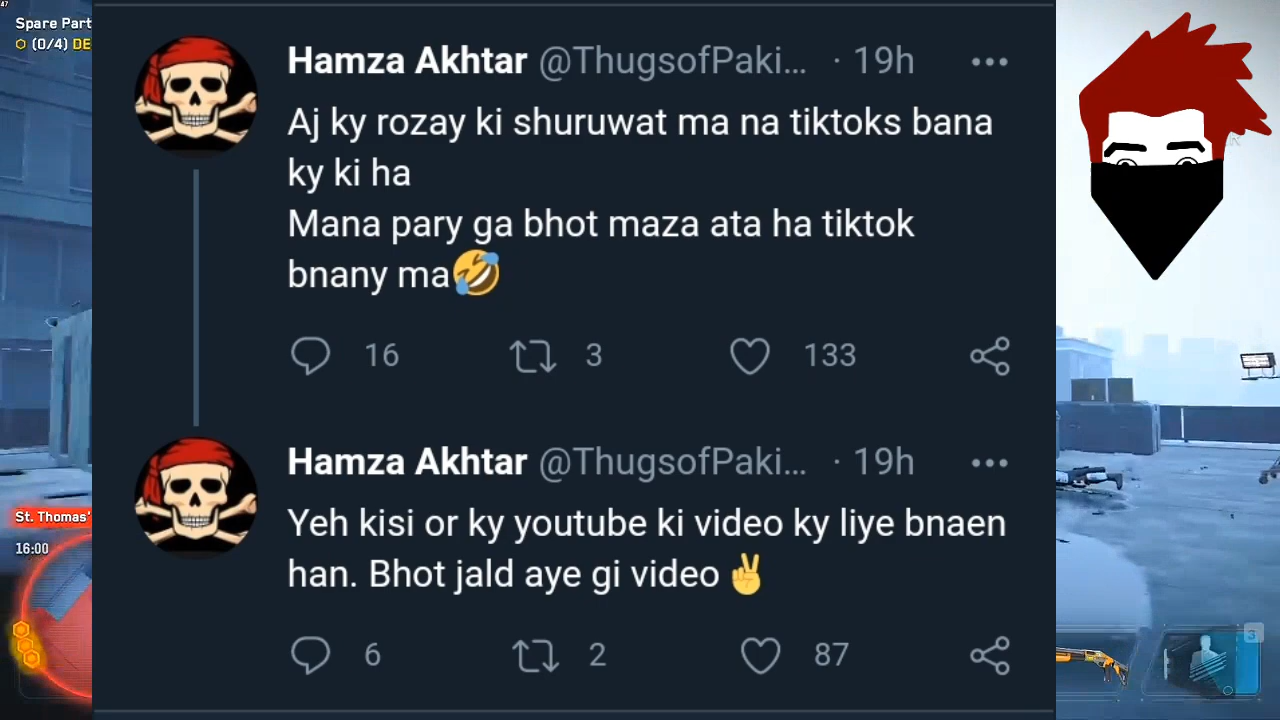 47
Spare Part
(0/4) DE
Hamza Akhtar @ThugsofPaki... · 19h
Aj ky rozay ki shuruwat ma na tiktoks bana
ky ki ha
Mana pary ga bhot maza ata ha tiktok
bnany ma🤣
16 3 133
Hamza Akhtar @ThugsofPaki... · 19h
Yeh kisi or ky youtube ki video ky liye bnaen
han. Bhot jald aye gi video ✌
6 2 87
St. Thomas'
16:00
3